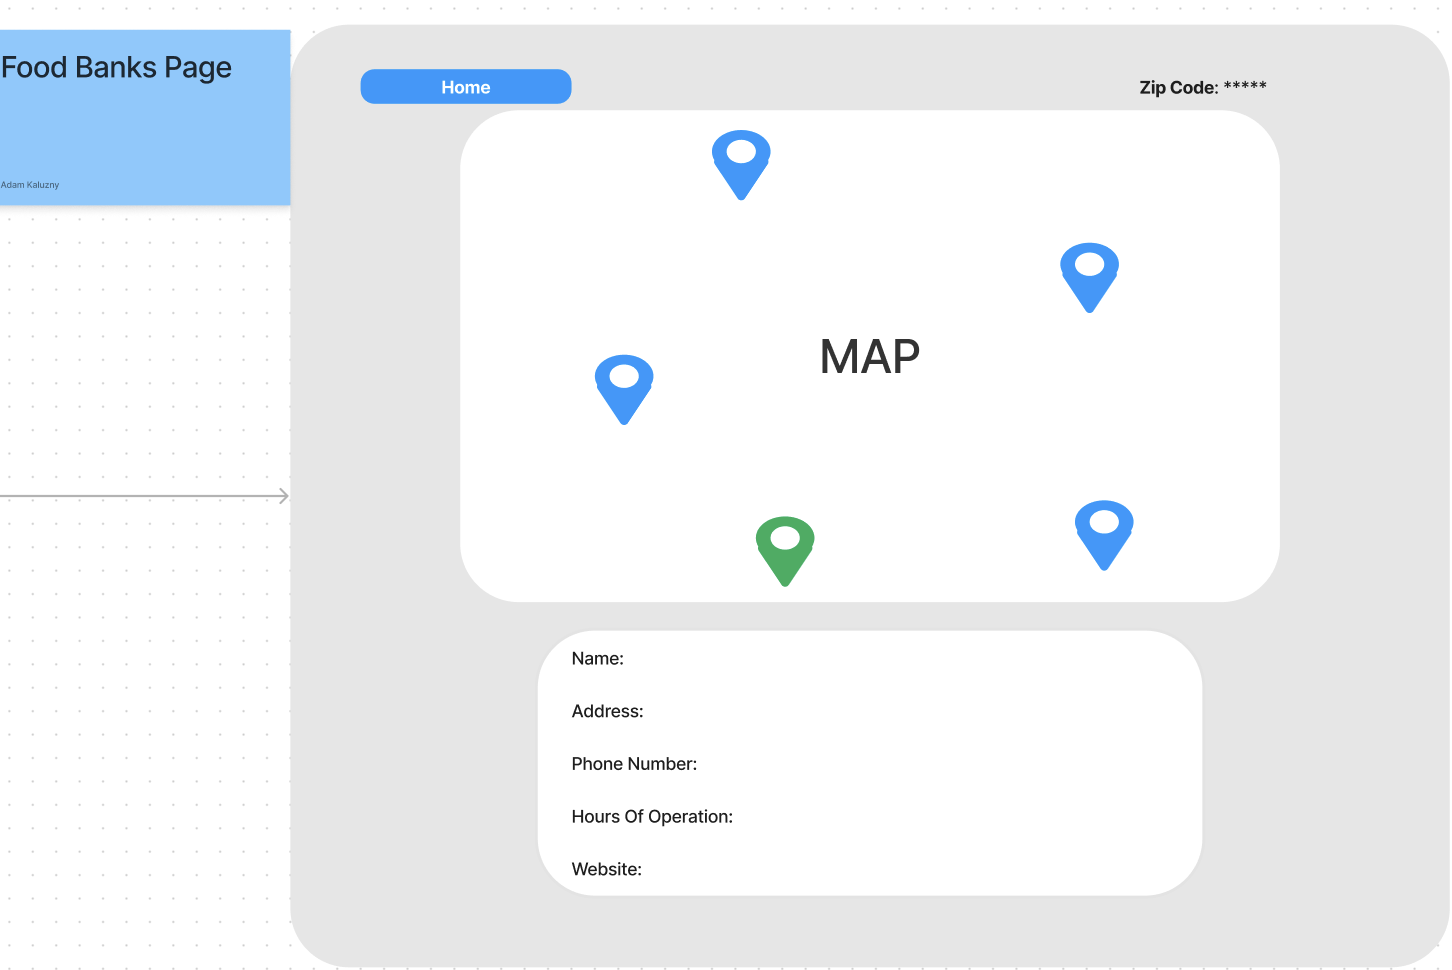 Food Banks Page
Adam Kaluzny
Home
Zip Code: *****
MAP
Name:
Address:
Phone Number:
Hours Of Operation:
Website: